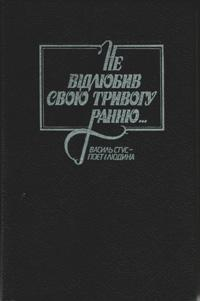 Не
відлюбив
свою тривогу
ранню...
Василь Стус –
поет і людина